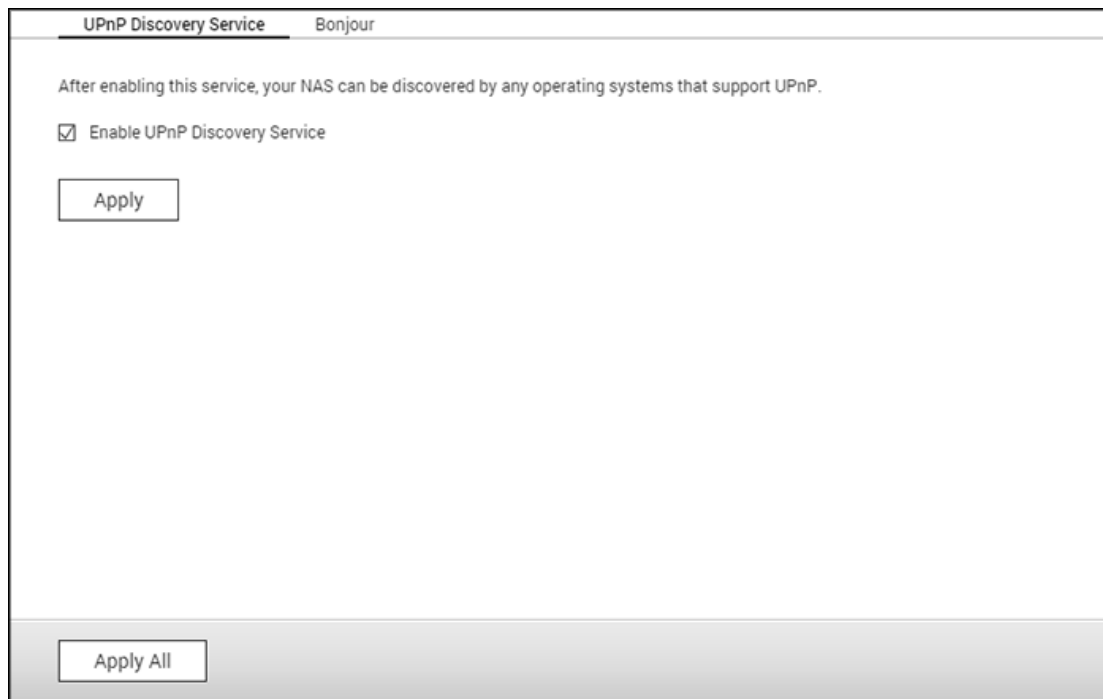 UPnP Discovery Service Bonjour
After enabling this service, your NAS can be discovered by any operating systems that support UPnP.
Enable UPnP Discovery Service
Apply
Apply All